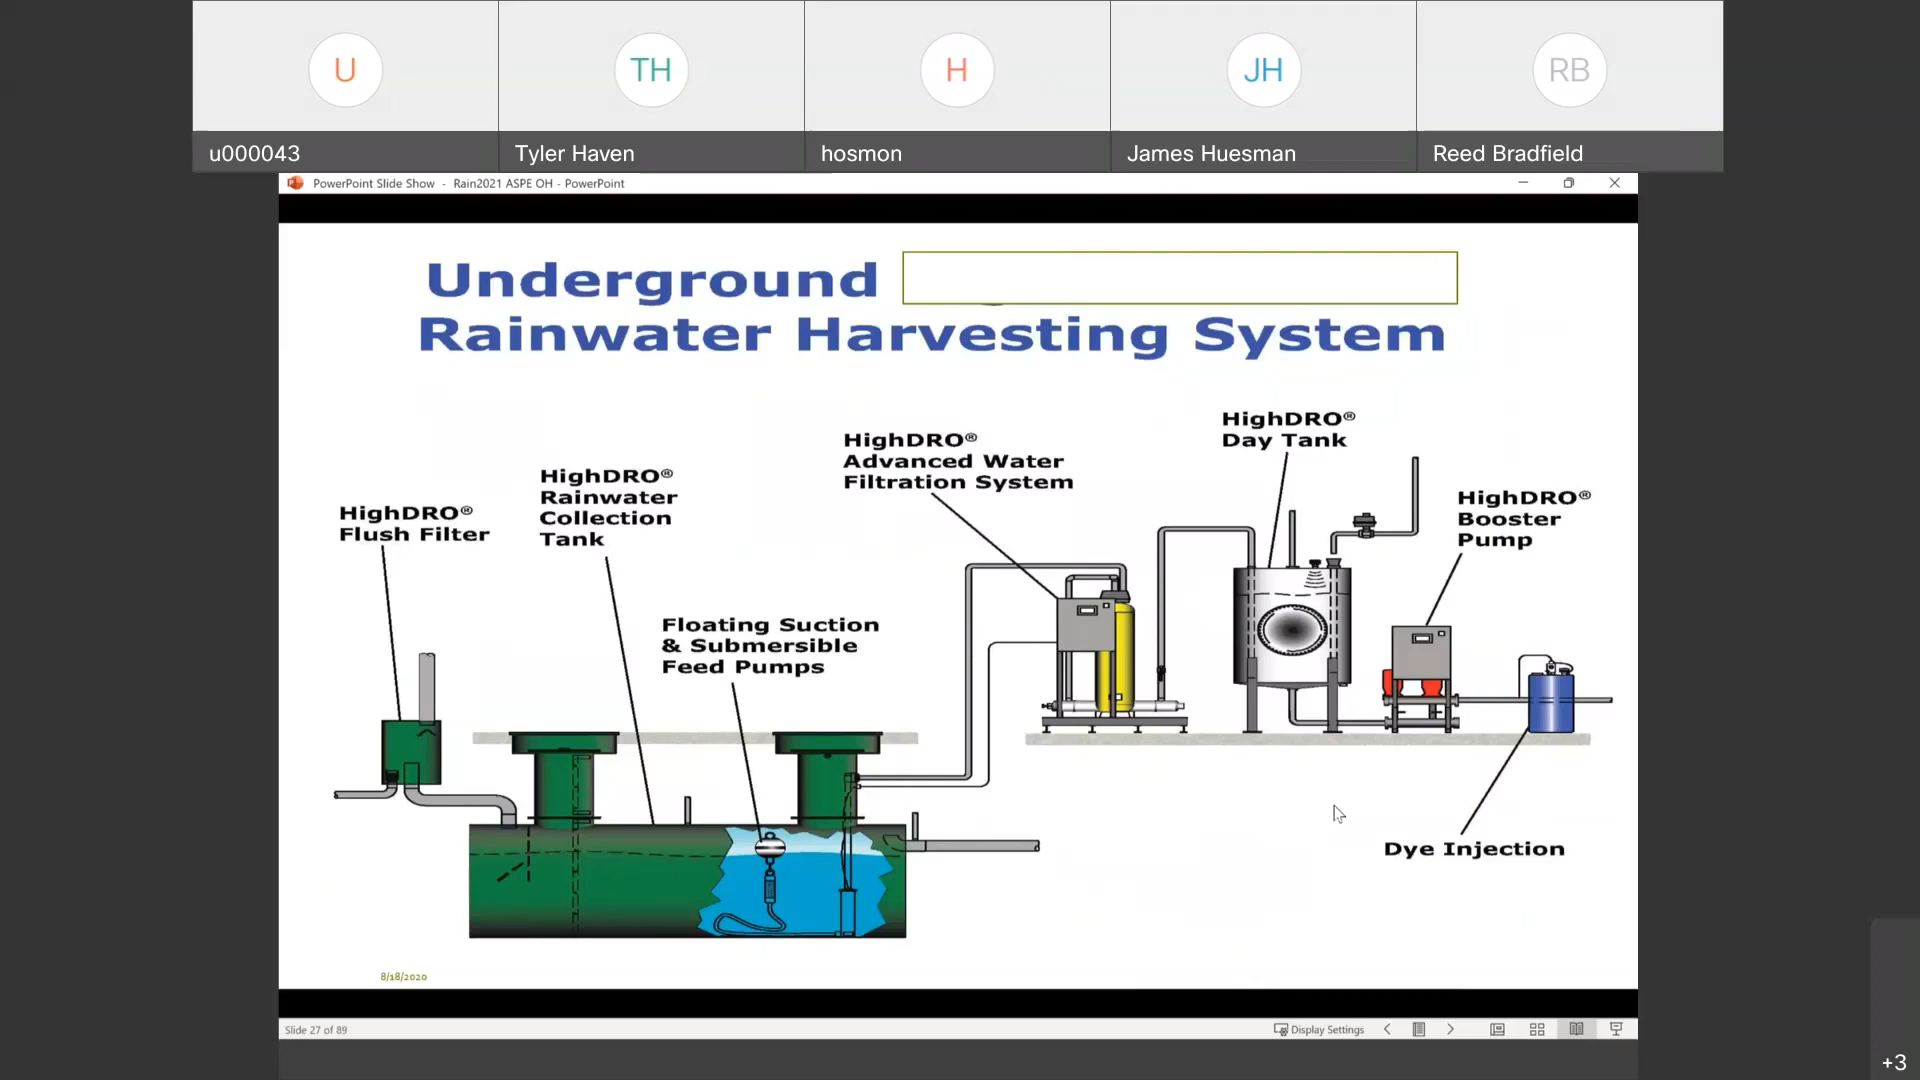 U
TH
H
JH
RB
u000043
Tyler Haven
hosmon
James Huesman
Reed Bradfield
PowerPoint Slide Show - Rain2021 ASPE OH - PowerPoint
Underground
Rainwater Harvesting System
HighDRO®
Flush Filter
HighDRO®
Rainwater
Collection
Tank
Floating Suction
& Submersible
Feed Pumps
HighDRO®
Advanced Water
Filtration System
HighDRO®
Day Tank
HighDRO®
Booster
Pump
Dye Injection
8/18/2020
Slide 27 of 89
Display Settings
+3